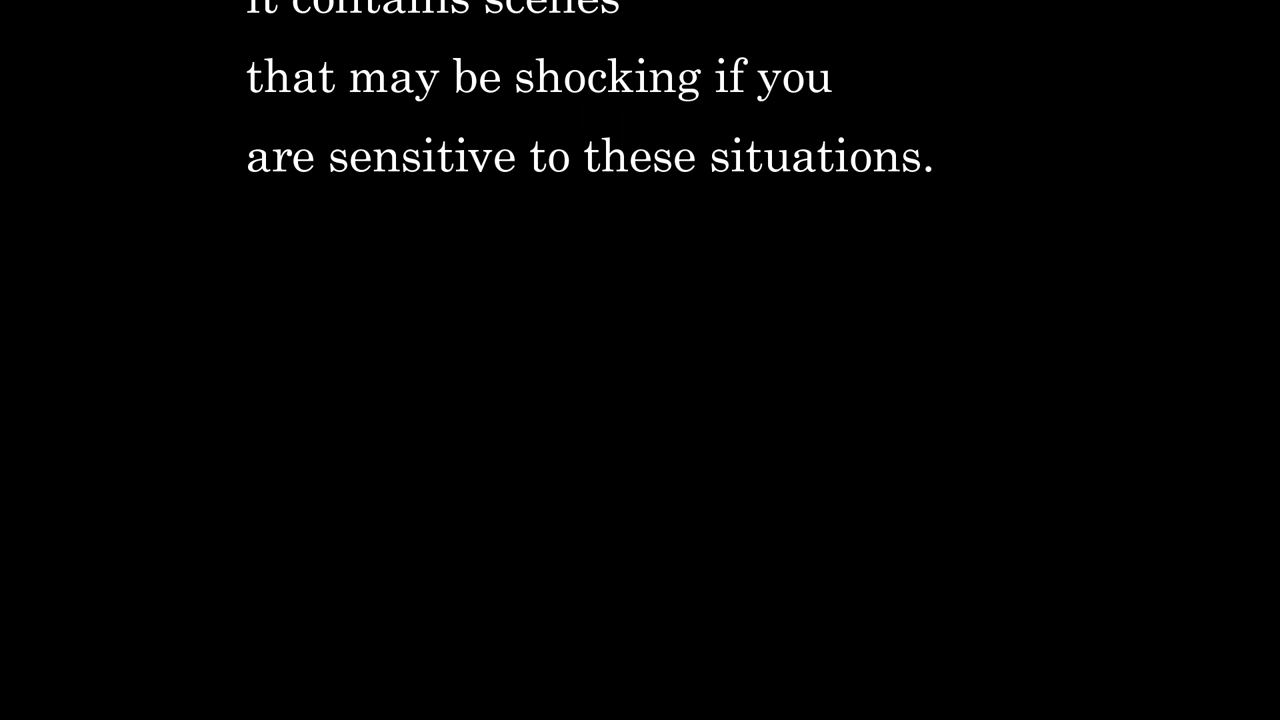 it contains scenes
that may be shocking if you
are sensitive to these situations.